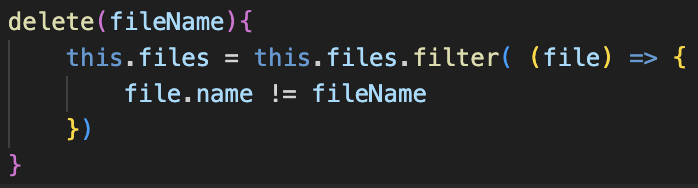 delete(fileName){
    this.files = this.files.filter( (file) => {
        file.name != fileName
    })
}